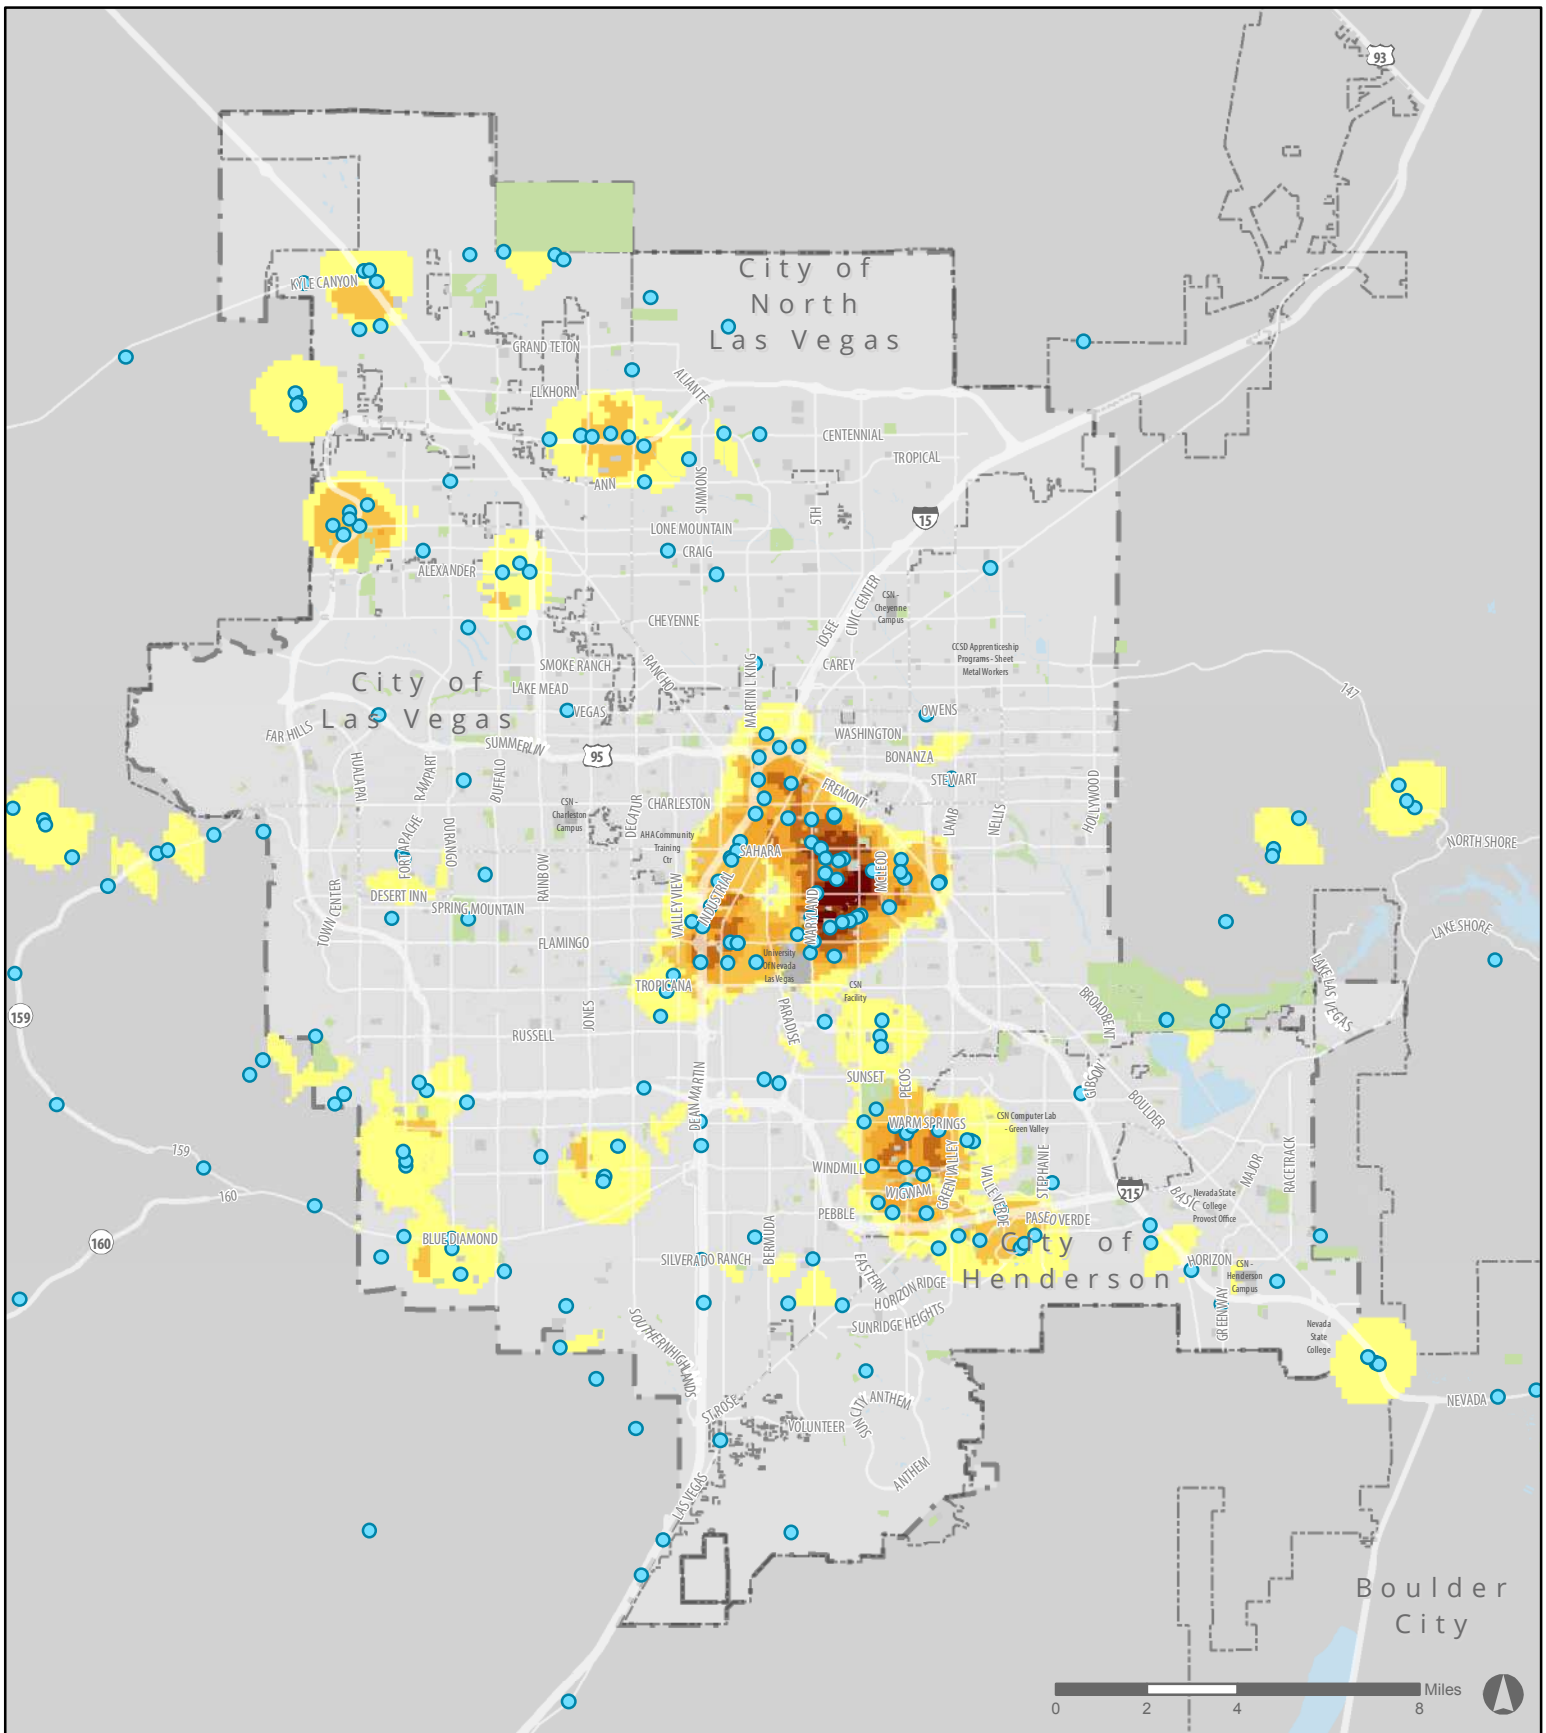 93
City of
North
Las Vegas
KYLE CANYON
GRAND TETON
ELKHORN
ALIANTE
CENTENNIAL
TROPICAL
ANN
SIMMONS
5TH
15
LONE MOUNTAIN
CRAIG
ALEXANDER
CSN -
Cheyenne
Campus
CIVIC CENTER
LOSEE
CHEYENNE
CCSD Apprenticeship
Programs - Sheet
Metal Workers
SMOKE RANCH
RANCHO
MARTIN L KING
CAREY
147
City of
Las Vegas
LAKE MEAD
VEGAS
OWENS
FAR HILLS
SUMMERLIN
95
WASHINGTON
BONANZA
STEWART
HUALAPAI
RAMPART
BUFFALO
CSN -
Charleston
Campus
DECATUR
CHARLESTON
FREMONT
LAMB
NELLIS
HOLLYWOOD
FORT APACHE
DURANGO
AHA Community
Training
Ctr
SAHARA
MCLEOD
NORTH SHORE
RAINBOW
DESERT INN
SPRING MOUNTAIN
TOWN CENTER
VALLEY VIEW
INDUSTRIAL
MARYLAND
LAKE SHORE
FLAMINGO
University
Of Nevada
Las Vegas
LAKE LAS VEGAS
TROPICANA
CSN
Facility
159
JONES
PARADISE
BROADBENT
RUSSELL
SUNSET
PECOS
GIBSON
BOULDER
DEAN MARTIN
WARM SPRINGS
CSN Computer Lab
- Green Valley
159
WINDMILL
GREEN VALLEY
VALLE VERDE
STEPHANIE
MAJOR
RACETRACK
160
WIGWAM
215
BASIC
Nevada State
College
Provost Office
PEBBLE
PASEO VERDE
160
BLUE DIAMOND
SILVERADO RANCH
BERMUDA
EASTERN
City of
Henderson
HORIZON
CSN -
Henderson
Campus
HORIZON RIDGE
SUNRIDGE HEIGHTS
GREENWAY
Nevada
State
College
SOUTHERN HIGHLANDS
ST. ROSE
VOLUNTEER
SUN CITY ANTHEM
NEVADA
ANTHEM
LAS VEGAS
Boulder
City
Miles
0 2 4 8